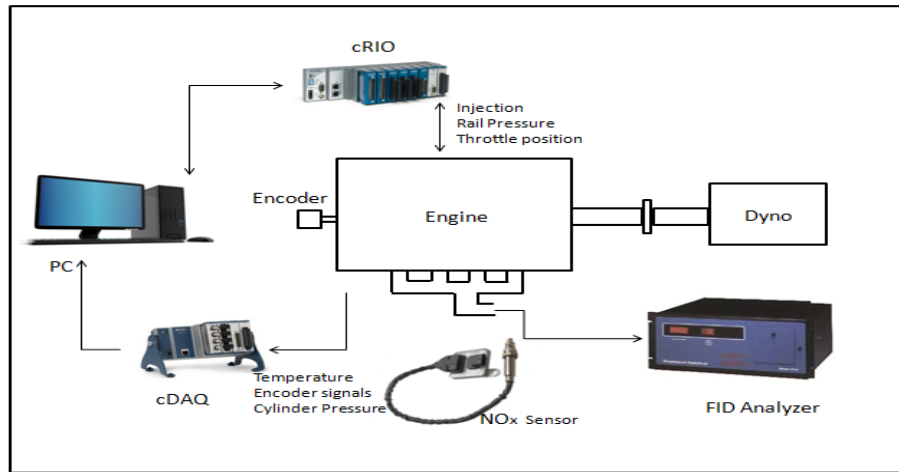 cRIO
Injection
Rail Pressure
Throttle position
Encoder
Engine
Dyno
PC
Temperature
Encoder signals
Cylinder Pressure
cDAQ
NOx Sensor
FID Analyzer